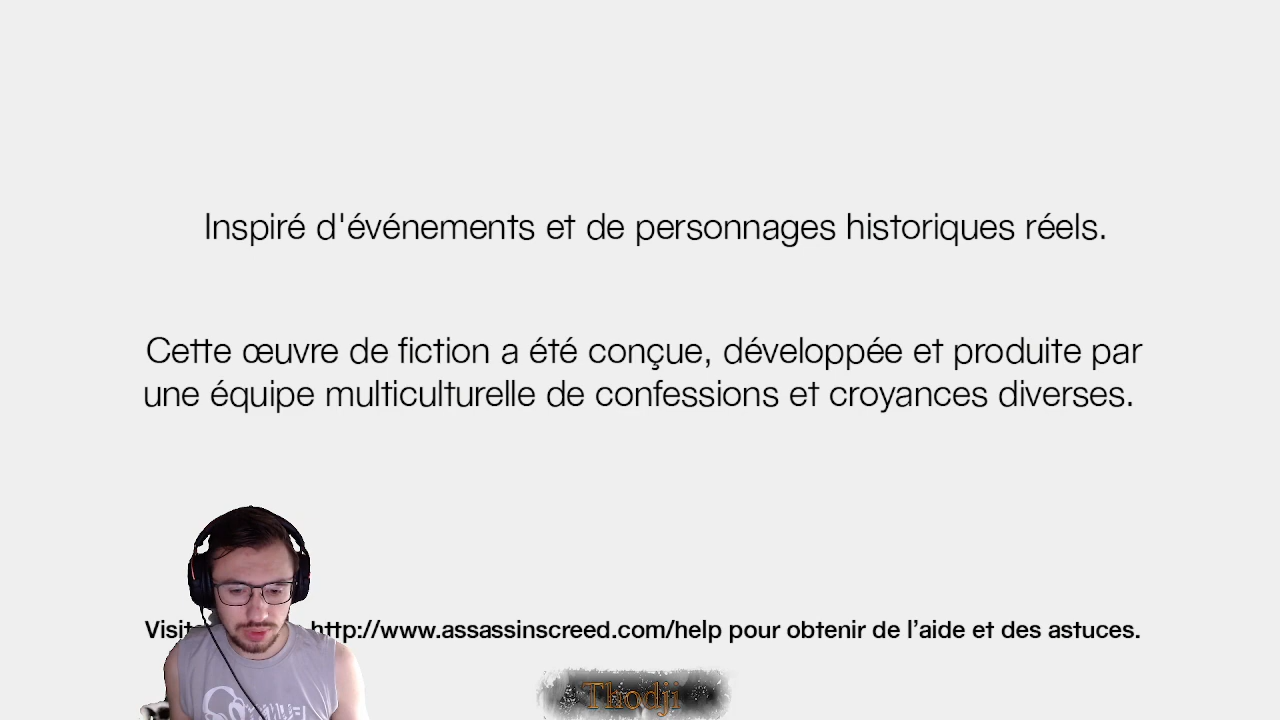 Inspiré d'événements et de personnages historiques réels.
Cette œuvre de fiction a été conçue, développée et produite par
une équipe multiculturelle de confessions et croyances diverses.
http://www.assassinscreed.com/help pour obtenir de l’aide et des astuces.
Thodji